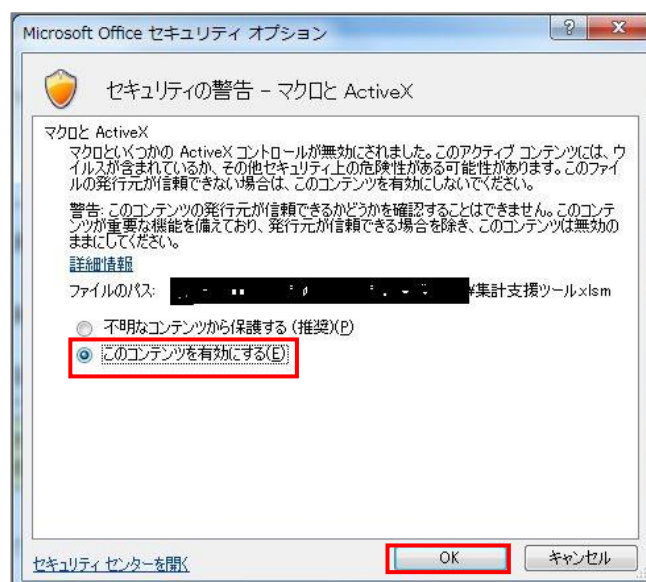 Microsoft Office セキュリティ オプション
セキュリティの警告 - マクロと ActiveX
マクロと ActiveX
マクロといくつかの ActiveX コントロールが無効にされました。このアクティブ コンテンツには、ウ
イルスが含まれているか、その他セキュリティ上の危険性がある可能性があります。このファイ
ルの発行元が信頼できない場合は、このコンテンツを有効にしないでください。
警告: このコンテンツの発行元が信頼できるかどうかを確認することはできません。このコンテ
ンツが重要な機能を備えており、発行元が信頼できる場合を除き、このコンテンツは無効の
ままにしてください。
詳細情報
ファイルのパス: ¥集計支援ツール.xlsm
不明なコンテンツから保護する (推奨)(P)
このコンテンツを有効にする(E)
セキュリティ センターを開く OK キャンセル